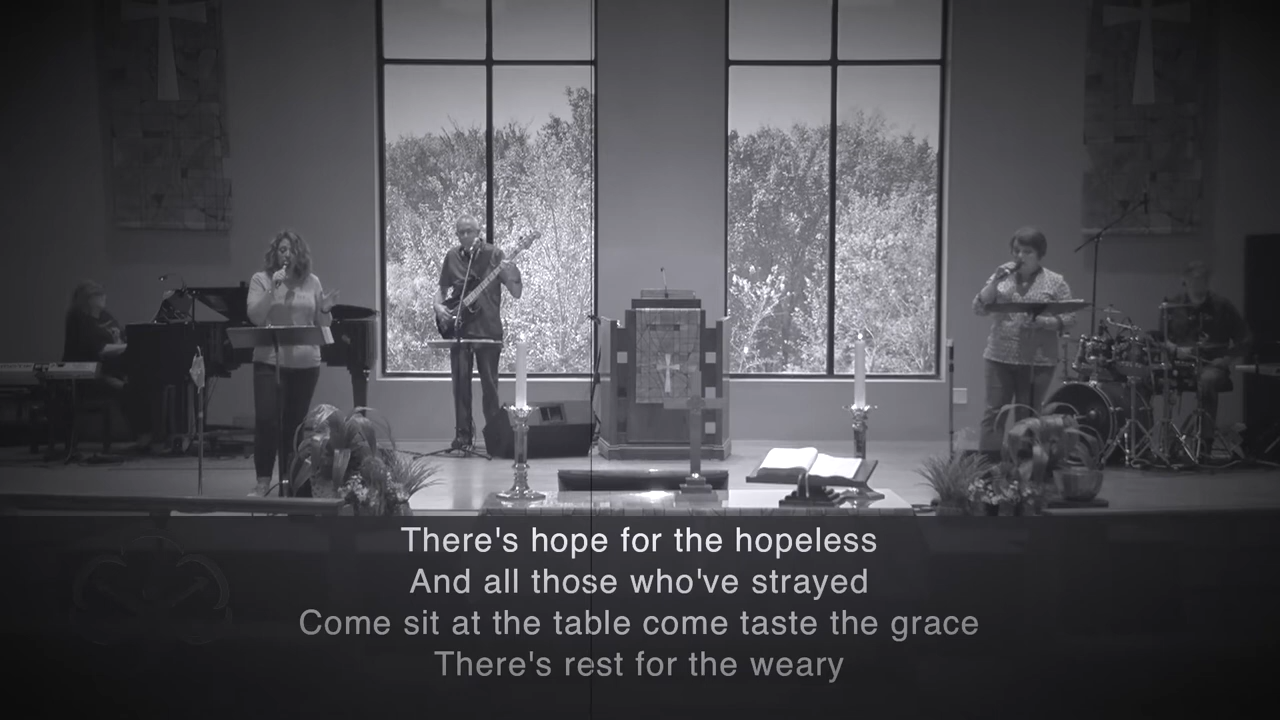 There's hope for the hopeless
And all those who've strayed
Come sit at the table come taste the grace
There's rest for the weary